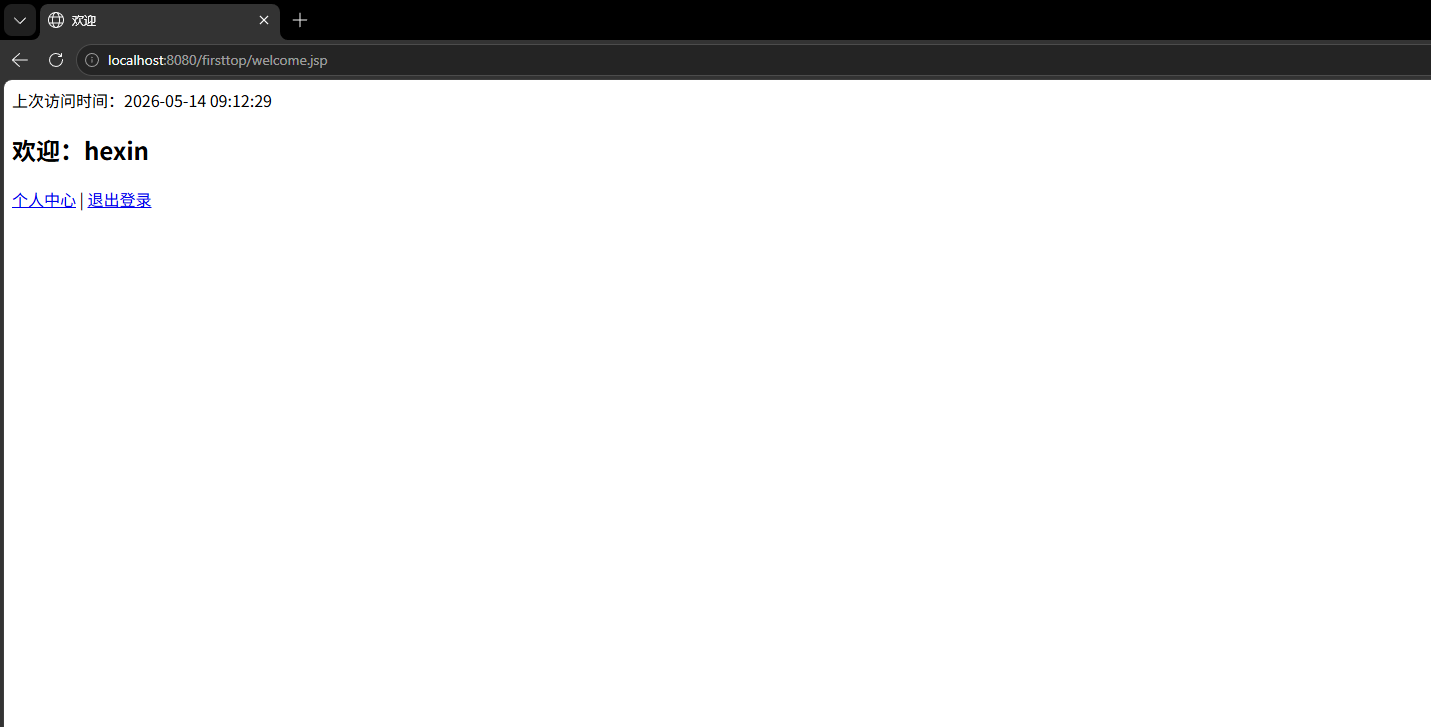 欢迎
localhost:8080/firsttop/welcome.jsp
上次访问时间：2026-05-14 09:12:29
欢迎：hexin
个人中心 | 退出登录